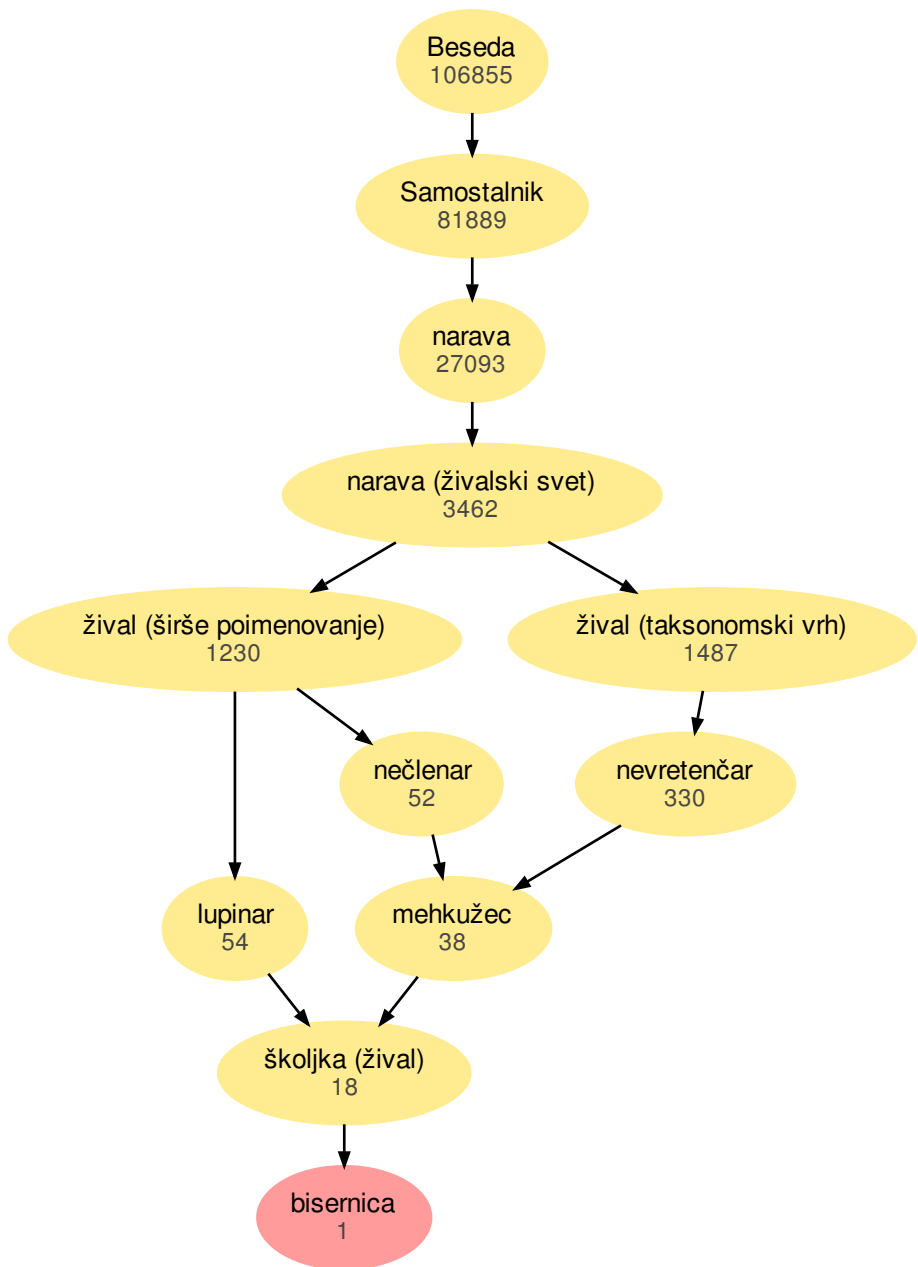 Beseda
106855
Samostalnik
81889
narava
27093
narava (živalski svet)
3462
žival (širše poimenovanje)
1230
žival (taksonomski vrh)
1487
nečlenar
52
nevretenčar
330
lupinar
54
mehkužec
38
školjka (žival)
18
bisernica
1